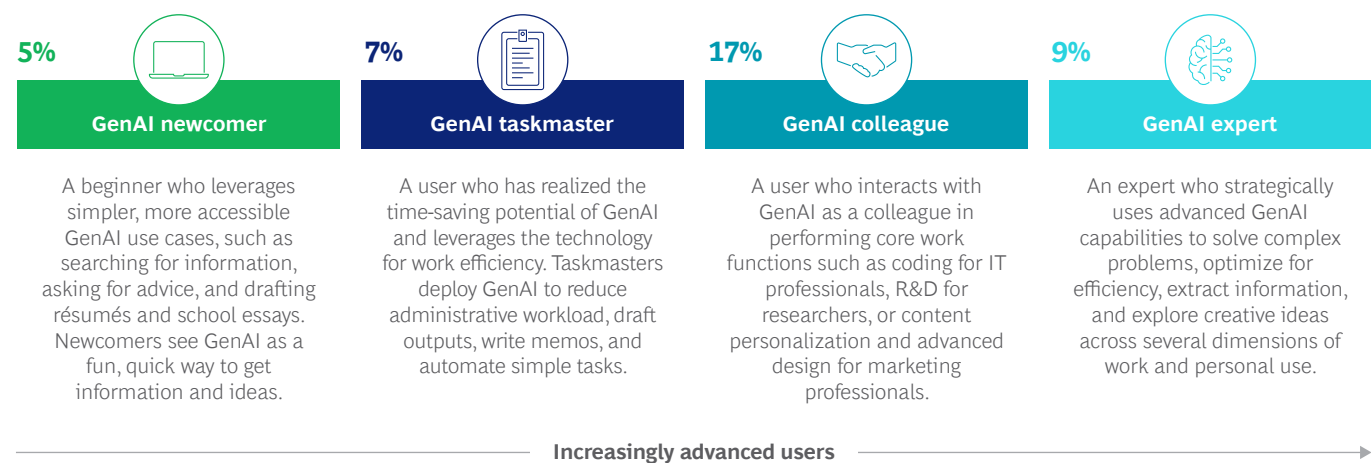 5%
GenAI newcomer
A beginner who leverages
simpler, more accessible
GenAI use cases, such as
searching for information,
asking for advice, and drafting
résumés and school essays.
Newcomers see GenAI as a
fun, quick way to get
information and ideas.
7%
GenAI taskmaster
A user who has realized the
time-saving potential of GenAI
and leverages the technology
for work efficiency. Taskmasters
deploy GenAI to reduce
administrative workload, draft
outputs, write memos, and
automate simple tasks.
17%
GenAI colleague
A user who interacts with
GenAI as a colleague in
performing core work
functions such as coding for IT
professionals, R&D for
researchers, or content
personalization and advanced
design for marketing
professionals.
9%
GenAI expert
An expert who strategically
uses advanced GenAI
capabilities to solve complex
problems, optimize for
efficiency, extract information,
and explore creative ideas
across several dimensions of
work and personal use.
Increasingly advanced users